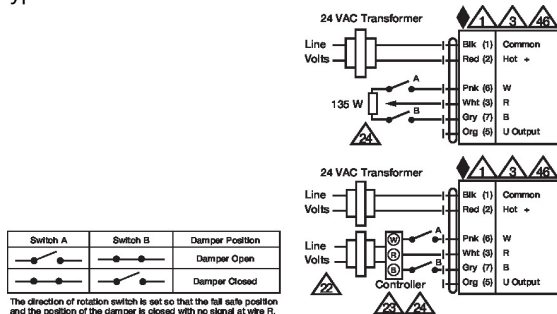 24 VAC Transformer
1 3 46
Line
Volts
Blk (1) Common
Red (2) Hot +
A
Pnk (6) W
135 W
Wht (3) R
B
Gry (7) B
Org (5) U Output
24
24 VAC Transformer
1 3 46
Line
Volts
Blk (1) Common
Red (2) Hot +
A
W
Pnk (6) W
Line
Volts
R
Wht (3) R
B
B
Gry (7) B
22
Controller
Org (5) U Output
23 24
Switch A Switch B Damper Position
Damper Open
Damper Closed
The direction of rotation switch is set so that the fail safe position
and the position of the damper is closed with no signal at wire R.